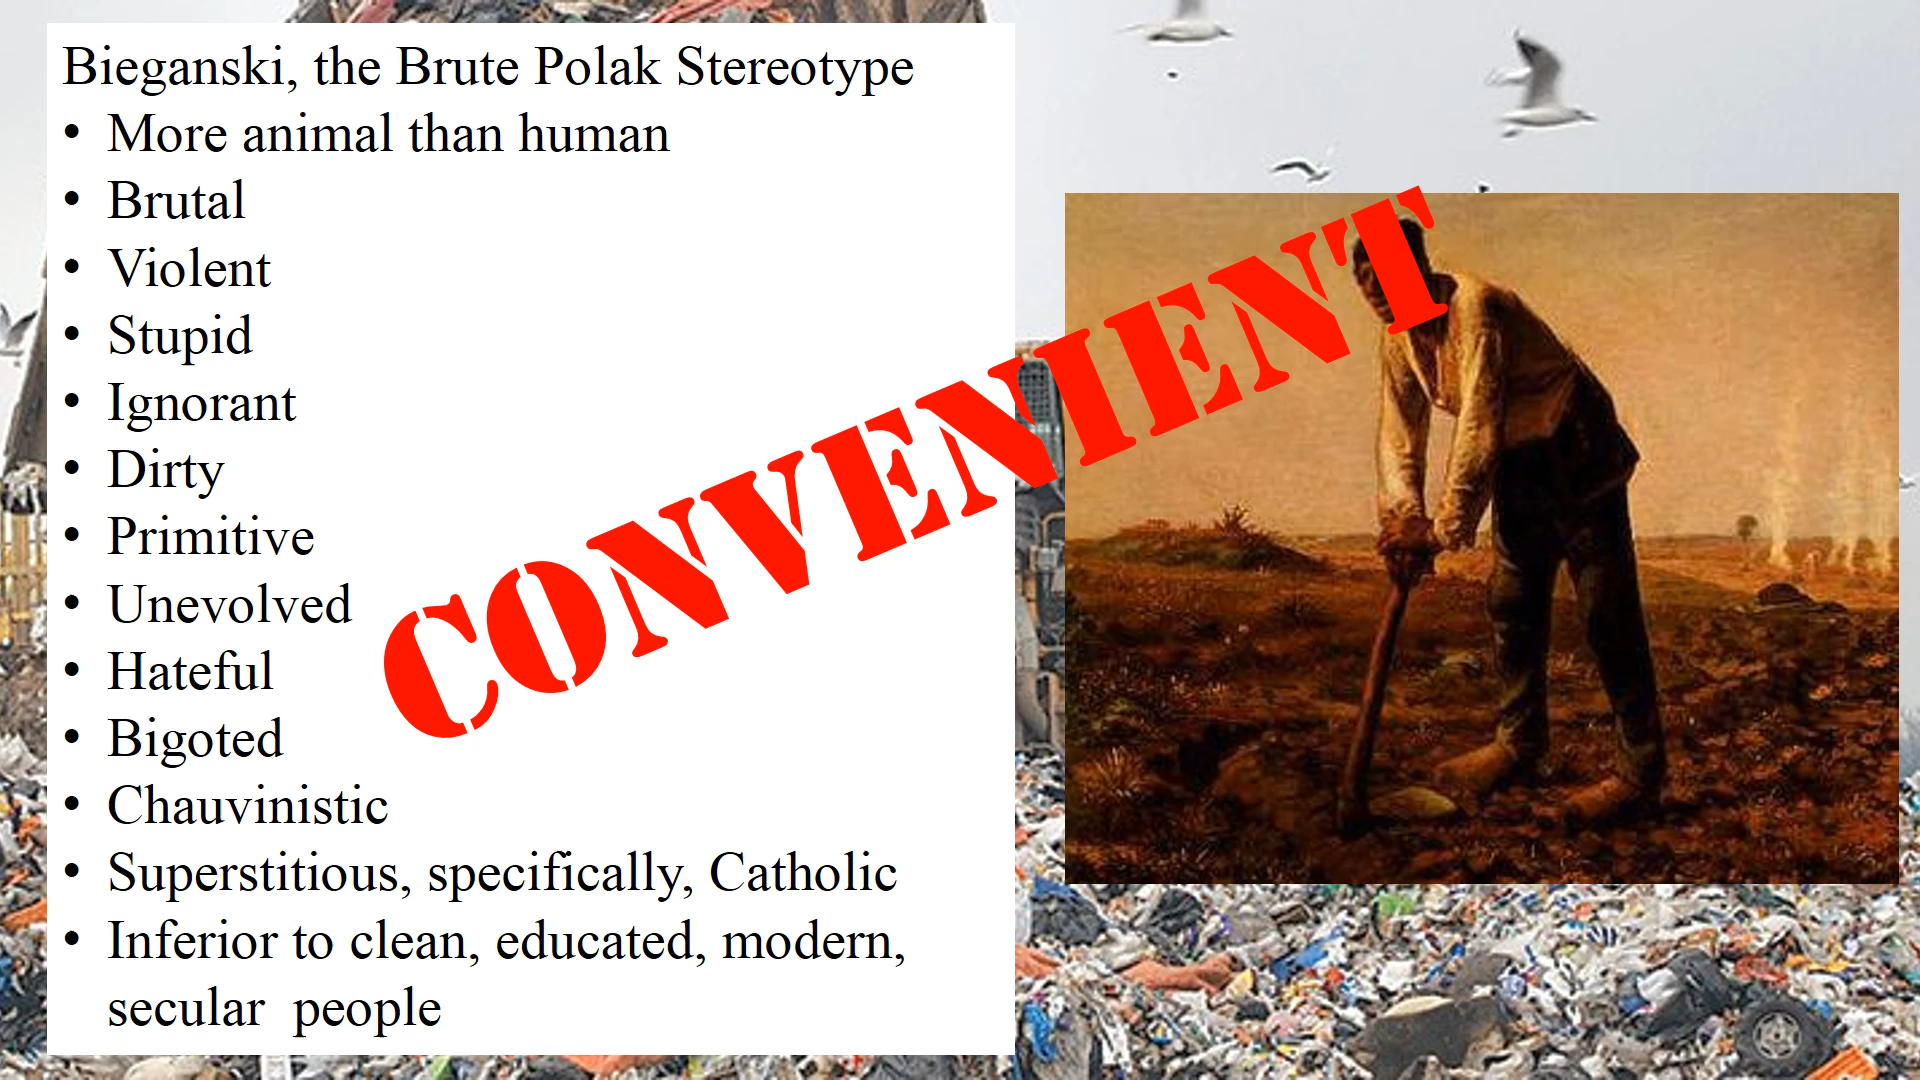 Bieganski, the Brute Polak Stereotype
• More animal than human
• Brutal
• Violent
• Stupid
• Ignorant
• Dirty
• Primitive
• Unevolved
• Hateful
• Bigoted
• Chauvinistic
• Superstitious, specifically, Catholic
• Inferior to clean, educated, modern,
secular people
CONVENIENT